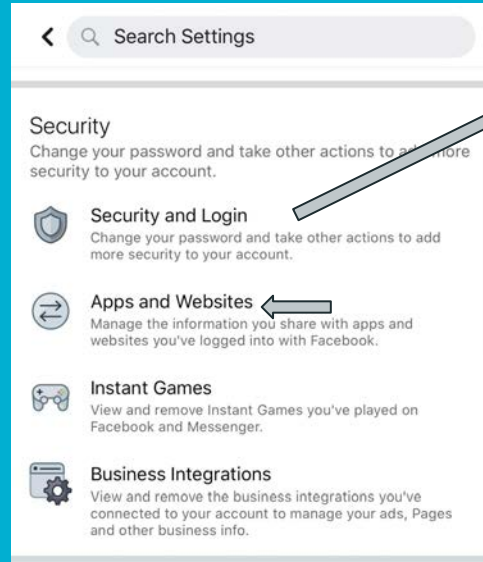 Search Settings
Security
Change your password and take other actions to add more
security to your account.
Security and Login
Change your password and take other actions to add
more security to your account.
Apps and Websites
Manage the information you share with apps and
websites you've logged into with Facebook.
Instant Games
View and remove Instant Games you've played on
Facebook and Messenger.
Business Integrations
View and remove the business integrations you've
connected to your account to manage your ads, Pages
and other business info.